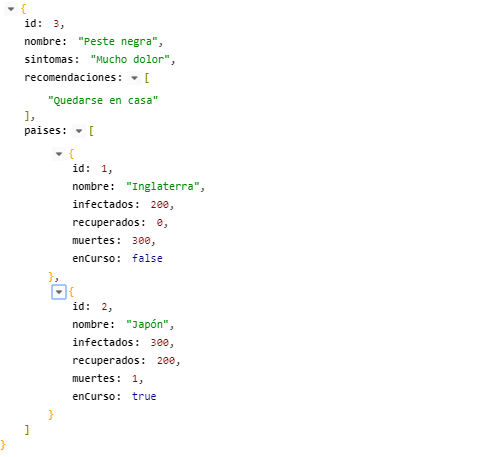 {
id: 3,
nombre: "Peste negra",
sintomas: "Mucho dolor",
recomendaciones: [
"Quedarse en casa"
],
paises: [
{
id: 1,
nombre: "Inglaterra",
infectados: 200,
recuperados: 0,
muertes: 300,
enCurso: false
},
{
id: 2,
nombre: "Japón",
infectados: 300,
recuperados: 200,
muertes: 1,
enCurso: true
}
]
}